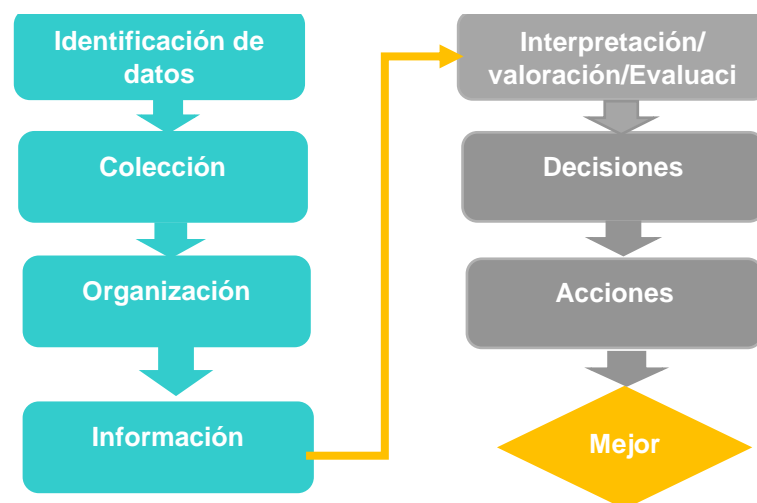 Identificación de
datos
Colección
Organización
Información
Interpretación/
valoración/Evaluaci
Decisiones
Acciones
Mejor